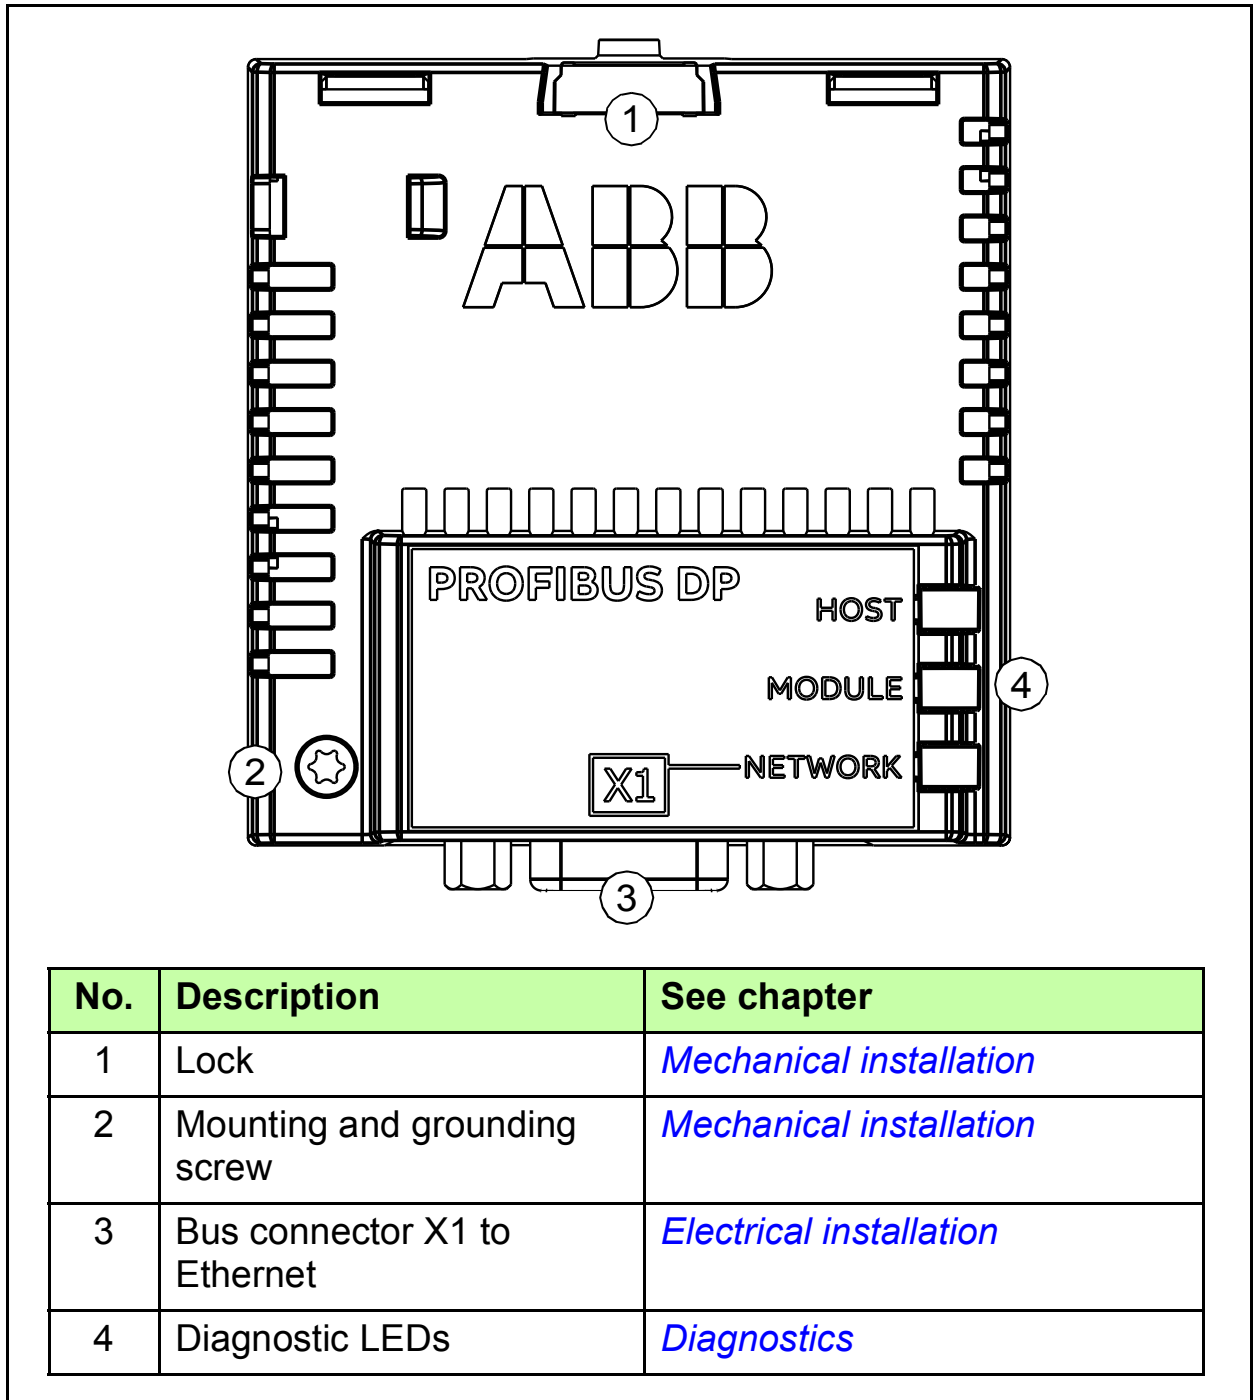 1
ABB
PROFIBUS DP
HOST
MODULE
4
2
X1
NETWORK
3
No. Description See chapter
1 Lock Mechanical installation
2 Mounting and grounding Mechanical installation
screw
3 Bus connector X1 to Electrical installation
Ethernet
4 Diagnostic LEDs Diagnostics